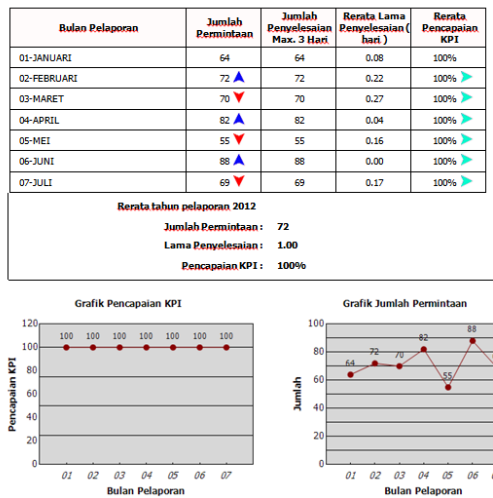 Bulan Pelaporan Jumlah Permintaan Jumlah Penyelesaian Max. 3 Hari Rerata Lama Penyelesaian ( hari ) Rerata Pencapaian KPI
01-JANUARI 64 64 0.08 100%
02-FEBRUARI 72 72 0.22 100%
03-MARET 70 70 0.27 100%
04-APRIL 82 82 0.04 100%
05-MEI 55 55 0.16 100%
06-JUNI 88 88 0.00 100%
07-JULI 69 69 0.17 100%
Rerata tahun pelaporan 2012
Jumlah Permintaan : 72
Lama Penyelesaian : 1.00
Pencapaian KPI : 100%
Grafik Pencapaian KPI
Pencapaian KPI
120
100
80
60
40
20
0
100 100 100 100 100 100 100
01 02 03 04 05 06 07
Bulan Pelaporan
Grafik Jumlah Permintaan
Jumlah
100
80
60
40
20
0
64 72 70 82 55 88
01 02 03 04 05 06
Bulan Pelaporan